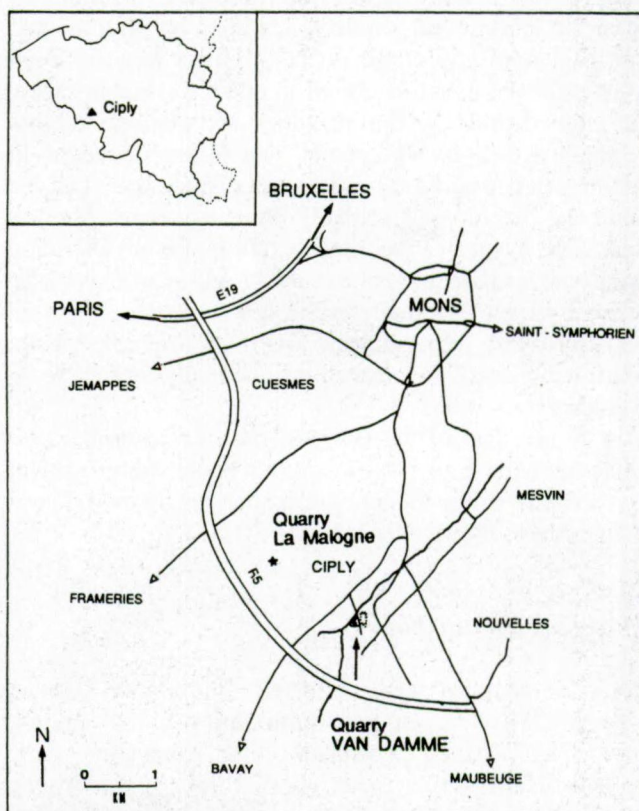 Ciply
BRUXELLES
E19
PARIS
MONS
SAINT-SYMPHORIEN
JEMAPPES
CUESMES
MESVIN
Quarry
La Malogne
CIPLY
R5
FRAMERIES
NOUVELLES
N
Quarry
VAN DAMME
BAVAY
MAUBEUGE
0 1
KM